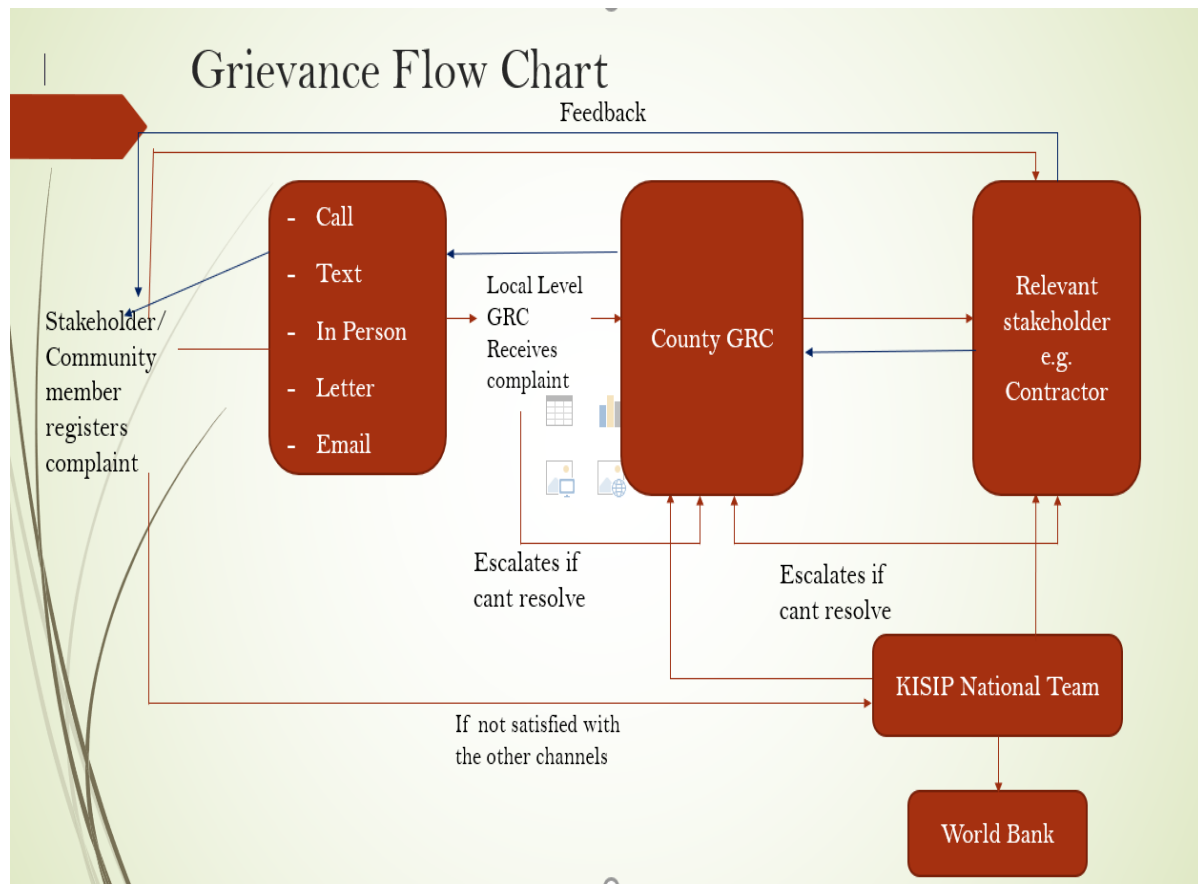 Grievance Flow Chart
Feedback
Stakeholder/
Community
member
registers
complaint
- Call
- Text
- In Person
- Letter
- Email
Local Level
GRC
Receives
complaint
County GRC
Relevant
stakeholder
e.g.
Contractor
Escalates if
cant resolve
Escalates if
cant resolve
KISIP National Team
If not satisfied with
the other channels
World Bank